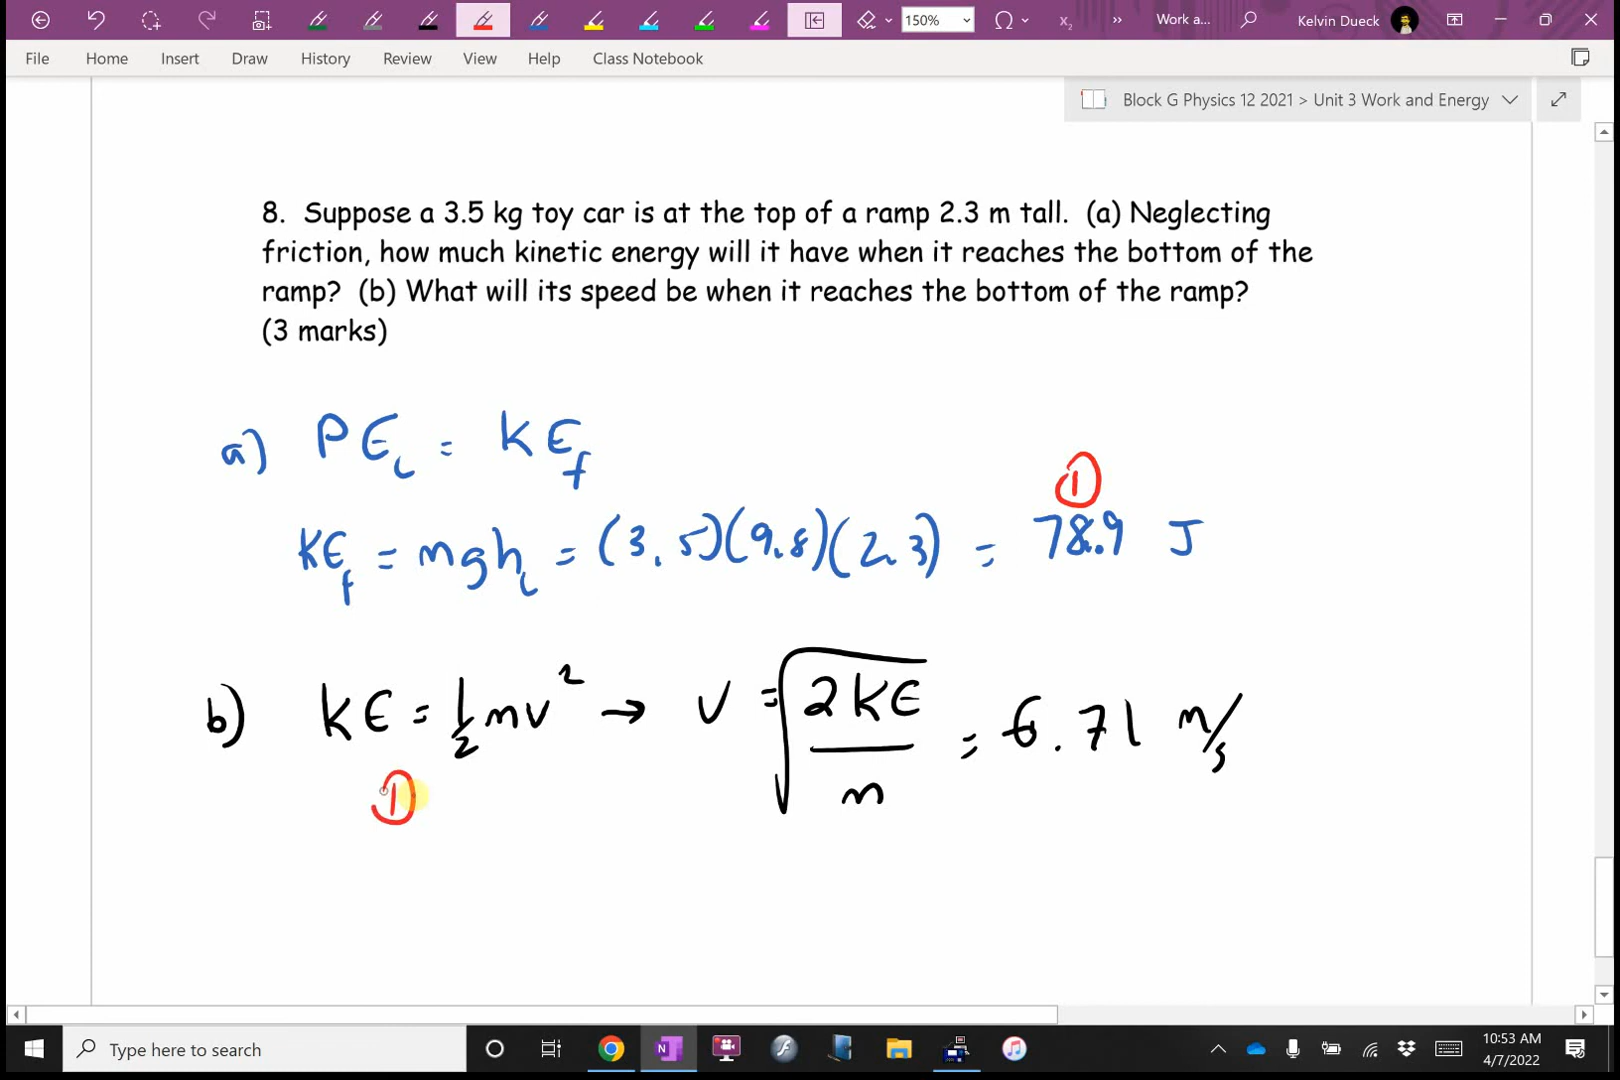 150% Ω x₂ Work a... Kelvin Dueck
File Home Insert Draw History Review View Help Class Notebook
Block G Physics 12 2021 > Unit 3 Work and Energy
8. Suppose a 3.5 kg toy car is at the top of a ramp 2.3 m tall. (a) Neglecting
friction, how much kinetic energy will it have when it reaches the bottom of the
ramp? (b) What will its speed be when it reaches the bottom of the ramp?
(3 marks)
a) PEi = KEf
①
KEf = mghi = (3.5)(9.8)(2.3) = 78.9 J
b) KE = ½mv² → v = √(2KE/m) = 6.71 m/s
①
Type here to search
N
10:53 AM
4/7/2022